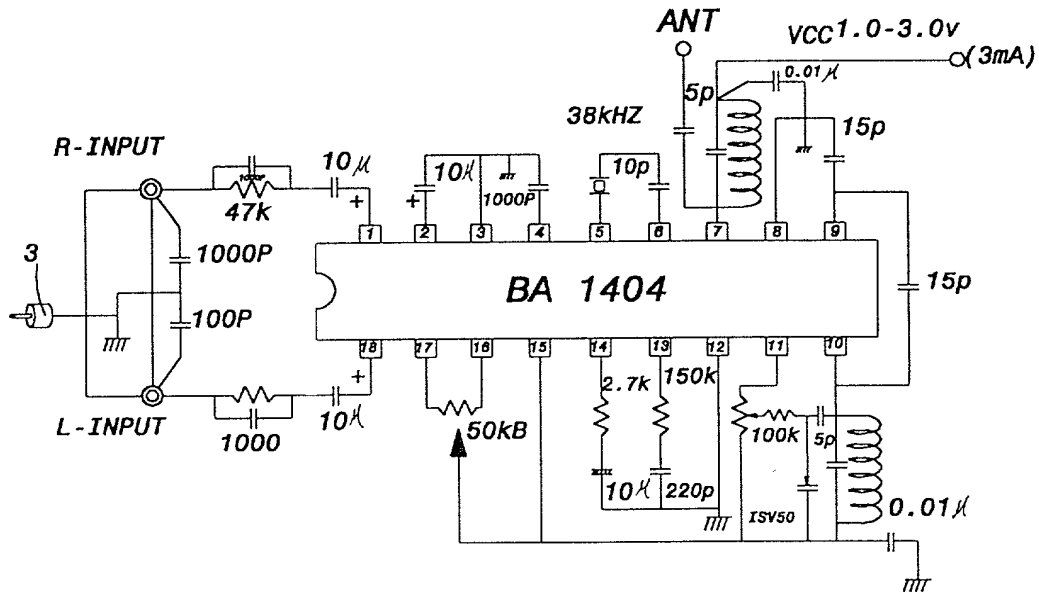 ANT
VCC 1.0-3.0v
(3mA)
0.01μ
5p
38kHZ
15p
R-INPUT
10μ
10μ
10p
1000P
47k
1 2 3 4 5 6 7 8 9
3
1000P
BA 1404
15p
100P
18 17 16 15 14 13 12 11 10
2.7k
150k
L-INPUT
1000
10μ
50kB
100k
5p
10μ
220p
ISV50
0.01μ